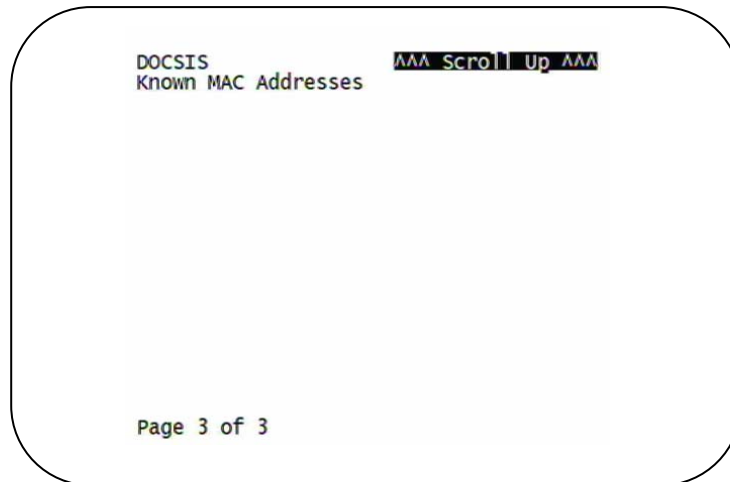 DOCSIS ^^^ Scroll Up ^^^
Known MAC Addresses
Page 3 of 3